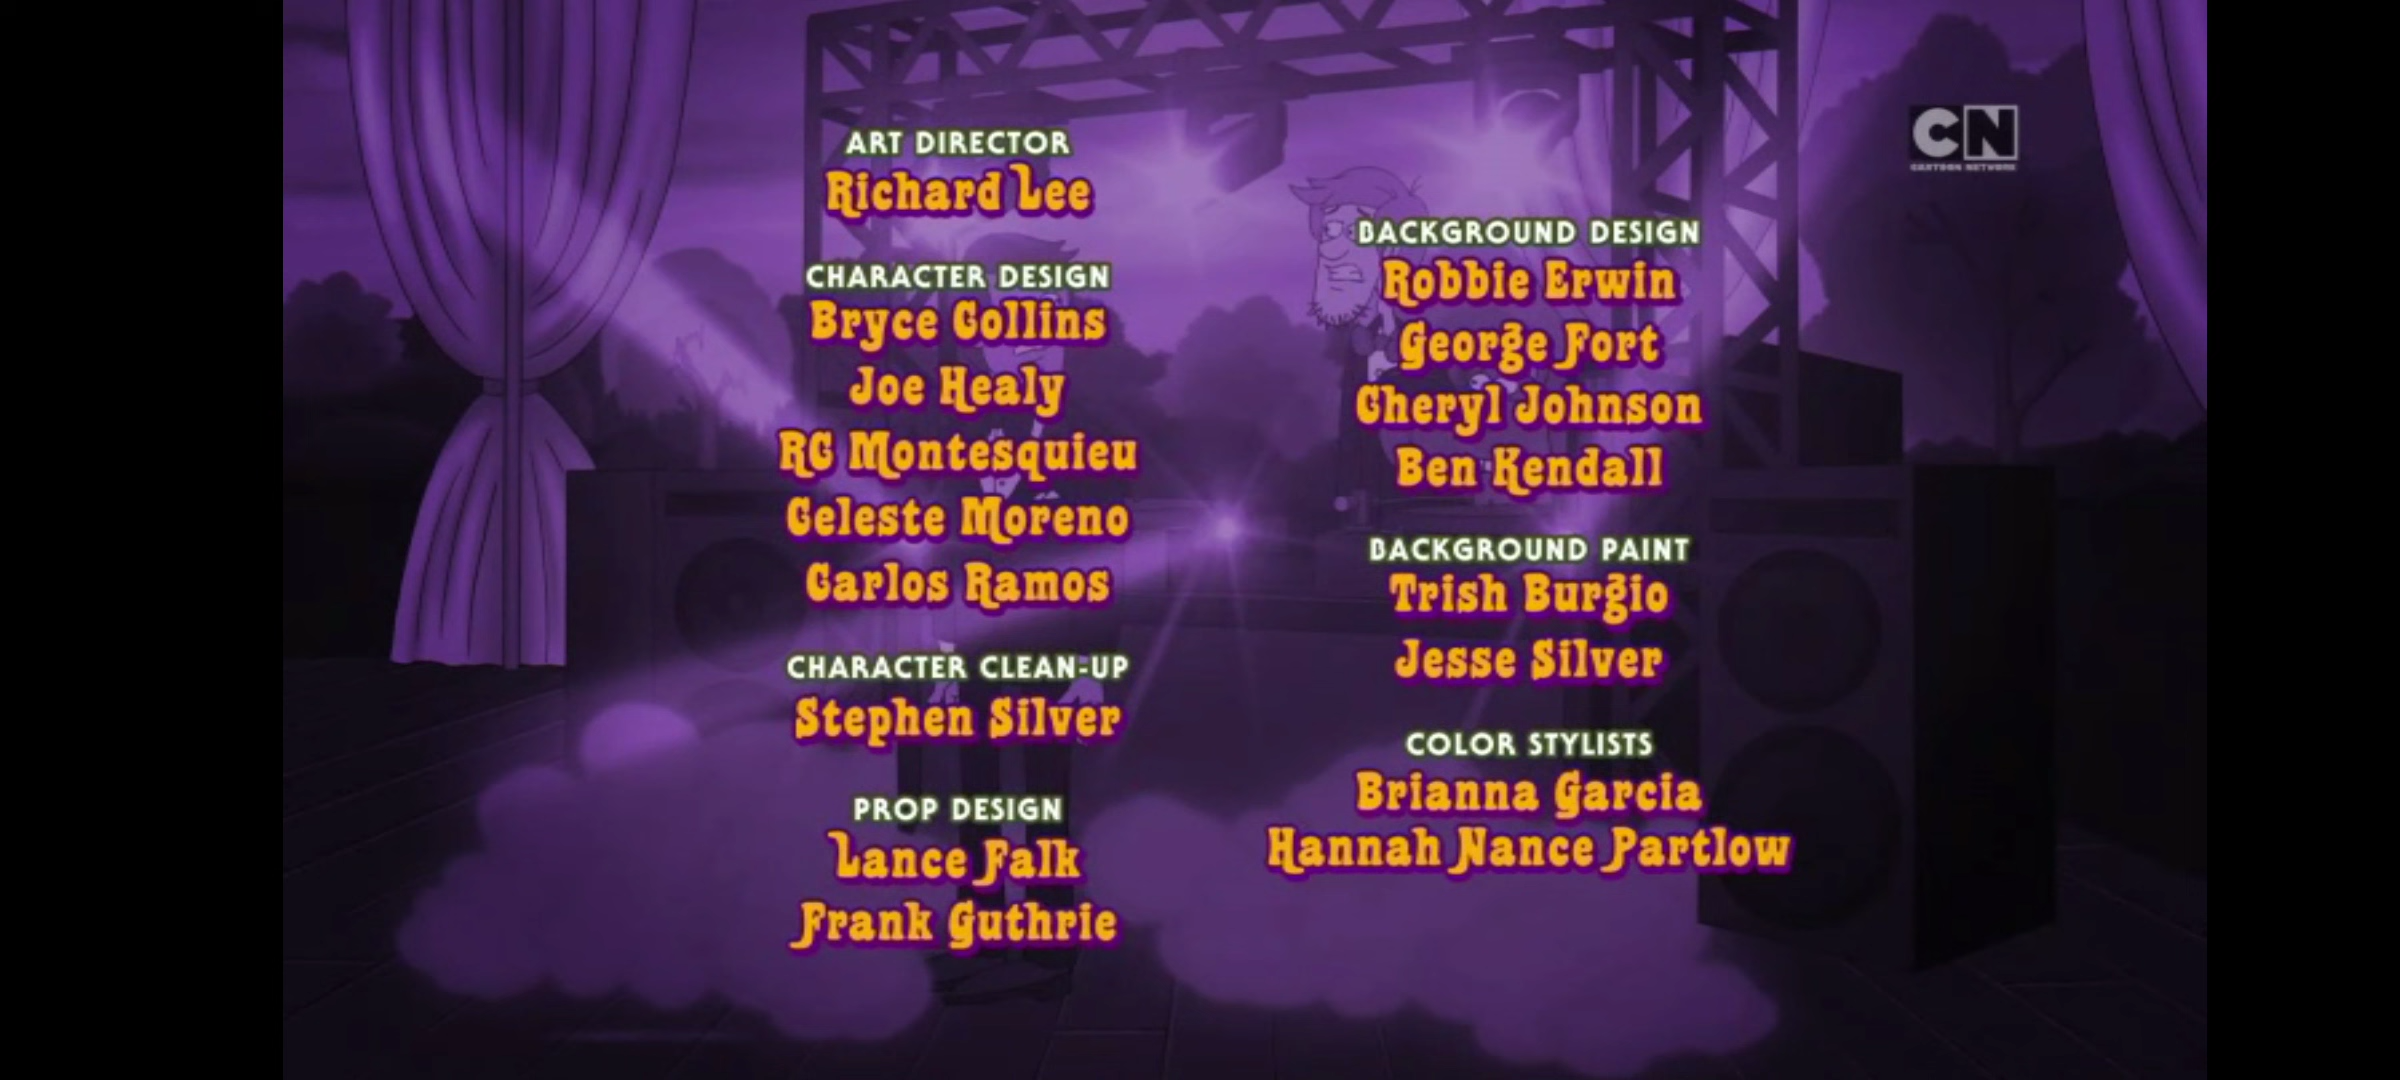 ART DIRECTOR
Richard Lee
CHARACTER DESIGN
Bryce Collins
Joe Healy
RC Montesquieu
Celeste Moreno
Carlos Ramos
CHARACTER CLEAN-UP
Stephen Silver
PROP DESIGN
Lance Falk
Frank Guthrie
BACKGROUND DESIGN
Robbie Erwin
George Fort
Cheryl Johnson
Ben Kendall
BACKGROUND PAINT
Trish Burgio
Jesse Silver
COLOR STYLISTS
Brianna Garcia
Hannah Nance Partlow
CN
CARTOON NETWORK